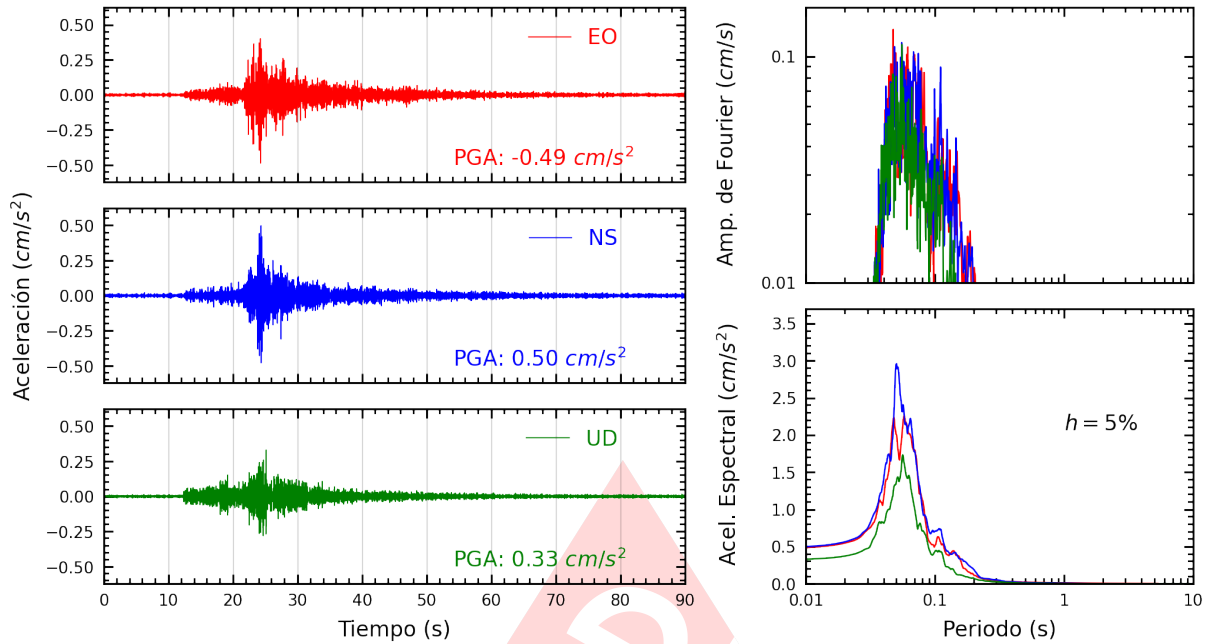 Aceleración (cm/s²)
0.50
0.25
0.00
−0.25
−0.50
EO
PGA: -0.49 cm/s²
0.50
0.25
0.00
−0.25
−0.50
NS
PGA: 0.50 cm/s²
0.50
0.25
0.00
−0.25
−0.50
UD
PGA: 0.33 cm/s²
0 10 20 30 40 50 60 70 80 90
Tiempo (s)
Amp. de Fourier (cm/s)
0.1
0.01
Acel. Espectral (cm/s²)
3.5
3.0
2.5
2.0
1.5
1.0
0.5
0.0
h = 5%
0.01 0.1 1 10
Periodo (s)